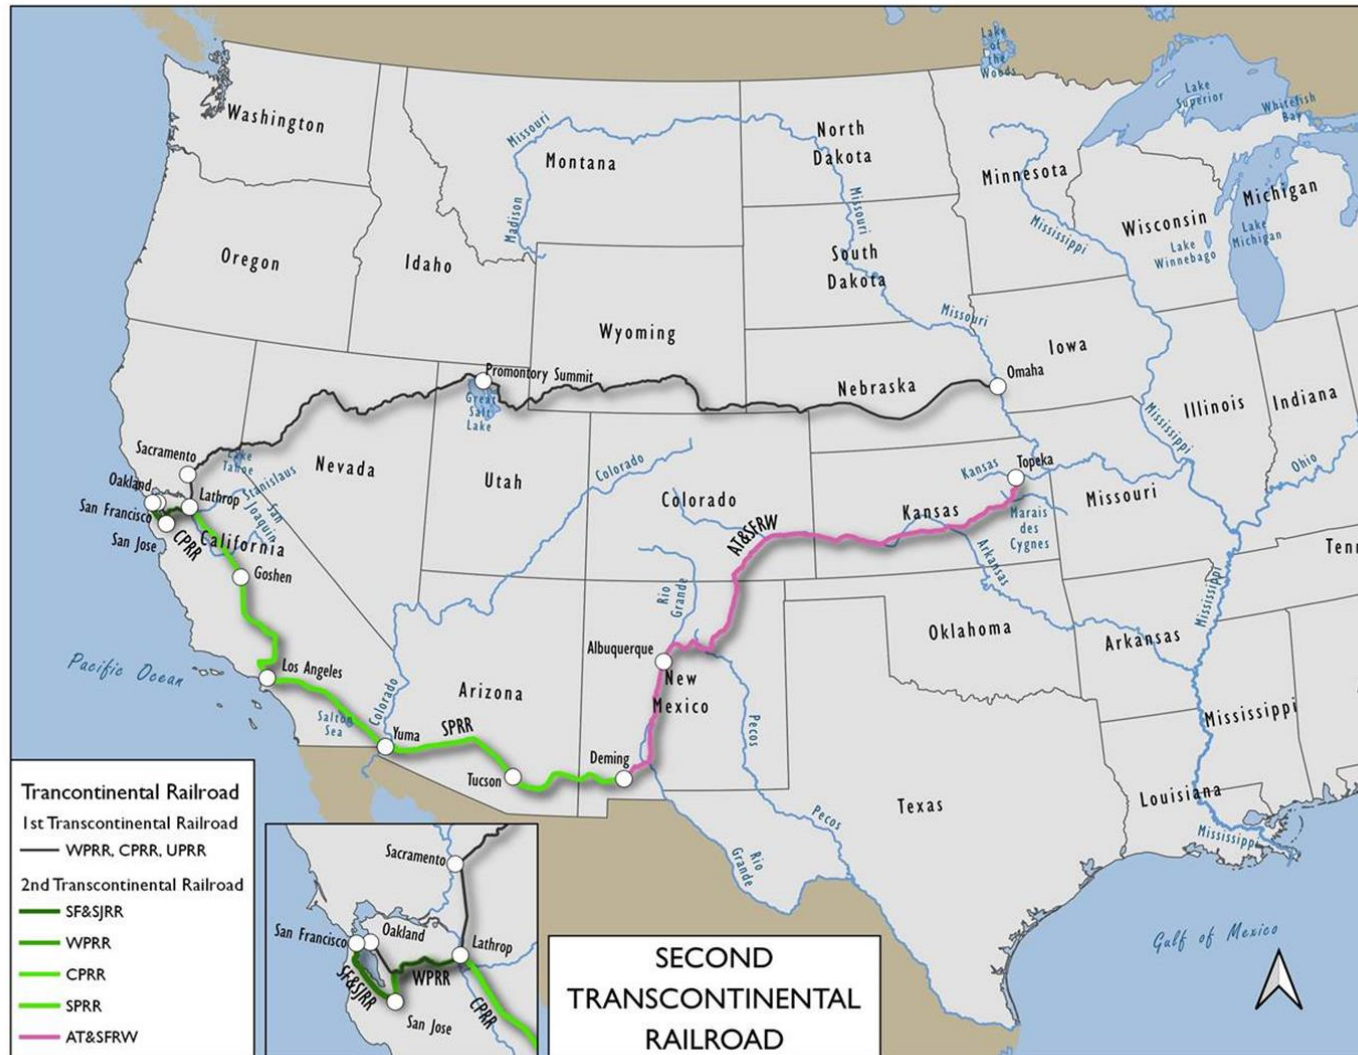 Lake
of
the
Woods
Lake
Superior
Whitefish
Bay
Washington
Missouri
Montana
North
Dakota
Minnesota
Michigan
Madison
Missouri
Wisconsin
Mississippi
Lake
Winnebago
Lake
Michigan
Oregon
Idaho
South
Dakota
Wyoming
Missouri
Iowa
Promontory Summit
Omaha
Nebraska
Great
Salt
Lake
Illinois
Indiana
Mississippi
Sacramento
Lake
Tahoe
Nevada
Utah
Colorado
Topeka
Kansas
Ohio
Oakland
Lathrop
Stanislaus
San
Joaquin
Colorado
Missouri
San Francisco
CPRR
San Jose
California
AT&SFRW
Kansas
Marais
des
Cygnes
Tenn
Goshen
Arkansas
Mississippi
Rio
Grande
Oklahoma
Arkansas
Albuquerque
Pacific Ocean
Los Angeles
Arizona
New
Mexico
Colorado
Salton
Sea
Yuma
SPRR
Pecos
Mississippi
Tucson
Deming
Texas
Louisiana
Pecos
Rio
Grande
Mississippi
Gulf of Mexico
Trancontinental Railroad
1st Transcontinental Railroad
WPRR, CPRR, UPRR
2nd Transcontinental Railroad
SF&SJRR
WPRR
CPRR
SPRR
AT&SFRW
Sacramento
San Francisco
Oakland
Lathrop
SF&SJRR
WPRR
CPRR
San Jose
SECOND
TRANSCONTINENTAL
RAILROAD